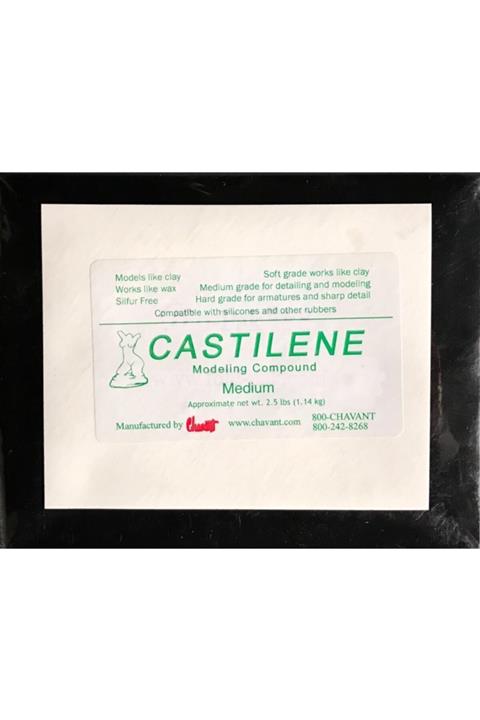 Models like clay
Works like wax
Silfur Free
Soft grade works like clay
Medium grade for detailing and modeling
Hard grade for armatures and sharp detail
Compatible with silicones and other rubbers
CASTILENE
Modeling Compound
Medium
Approximate net wt. 2.5 lbs (1.14 kg)
Manufactured by Chavant www.chavant.com
800-CHAVANT
800-242-8268